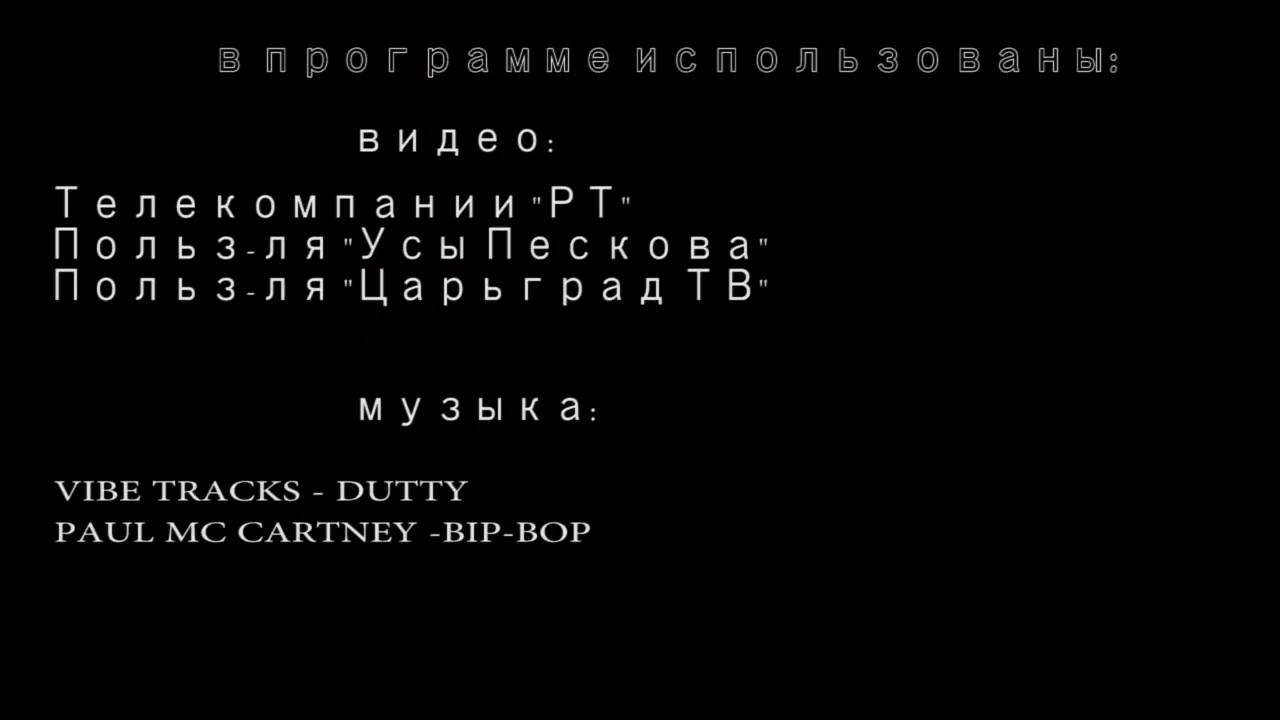 в программе использованы:
видео:
Телекомпании "РТ"
Польз-ля "Усы Пескова"
Польз-ля "Царьград ТВ"
музыка:
VIBE TRACKS - DUTTY
PAUL MC CARTNEY -BIP-BOP